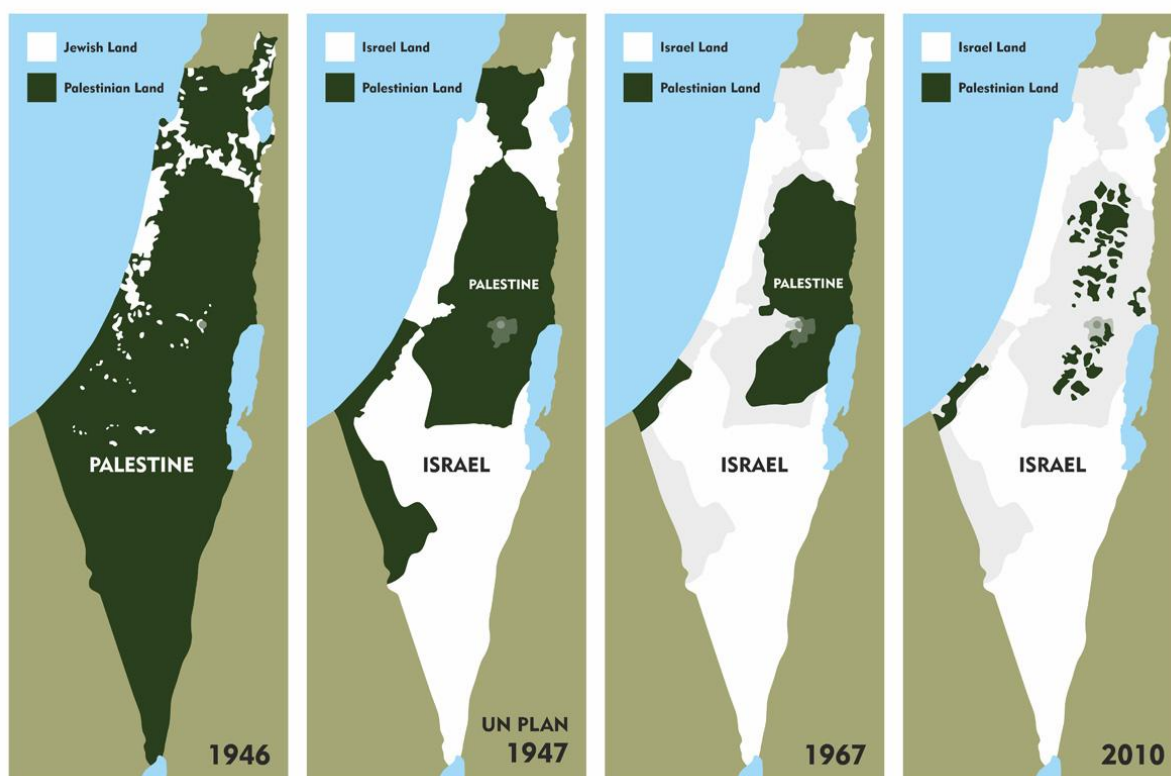 Jewish Land
Palestinian Land
PALESTINE
1946
Israel Land
Palestinian Land
PALESTINE
ISRAEL
UN PLAN
1947
Israel Land
Palestinian Land
PALESTINE
ISRAEL
1967
Israel Land
Palestinian Land
ISRAEL
2010